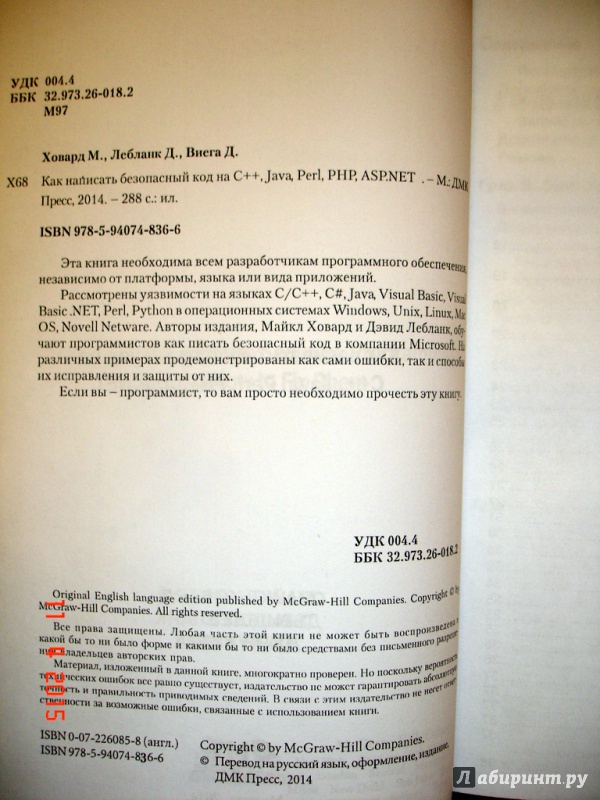 УДК 004.4
ББК 32.973.26-018.2
М97
Ховард М., Лебланк Д., Виега Д.
Х68 Как написать безопасный код на C++, Java, Perl, PHP, ASP.NET . – М.: ДМК
Пресс, 2014. – 288 с.: ил.
ISBN 978-5-94074-836-6
Эта книга необходима всем разработчикам программного обеспечения,
независимо от платформы, языка или вида приложений.
Рассмотрены уязвимости на языках C/C++, C#, Java, Visual Basic, Visual
Basic .NET, Perl, Python в операционных системах Windows, Unix, Linux, Mac
OS, Novell Netware. Авторы издания, Майкл Ховард и Дэвид Лебланк, обу-
чают программистов как писать безопасный код в компании Microsoft. На
различных примерах продемонстрированы как сами ошибки, так и способы
их исправления и защиты от них.
Если вы – программист, то вам просто необходимо прочесть эту книгу.
УДК 004.4
ББК 32.973.26-018.2
Original English language edition published by McGraw-Hill Companies. Copyright © by
McGraw-Hill Companies. All rights reserved.
Все права защищены. Любая часть этой книги не может быть воспроизведена в
какой бы то ни было форме и какими бы то ни было средствами без письменного разреше-
ния владельцев авторских прав.
Материал, изложенный в данной книге, многократно проверен. Но поскольку вероятность
технических ошибок все равно существует, издательство не может гарантировать абсолютную
точность и правильность приводимых сведений. В связи с этим издательство не несет ответ-
ственности за возможные ошибки, связанные с использованием книги.
ISBN 0-07-226085-8 (англ.)
ISBN 978-5-94074-836-6
Copyright © by McGraw-Hill Companies.
© Перевод на русский язык, оформление, издание,
ДМК Пресс, 2014
Лабиринт.ру